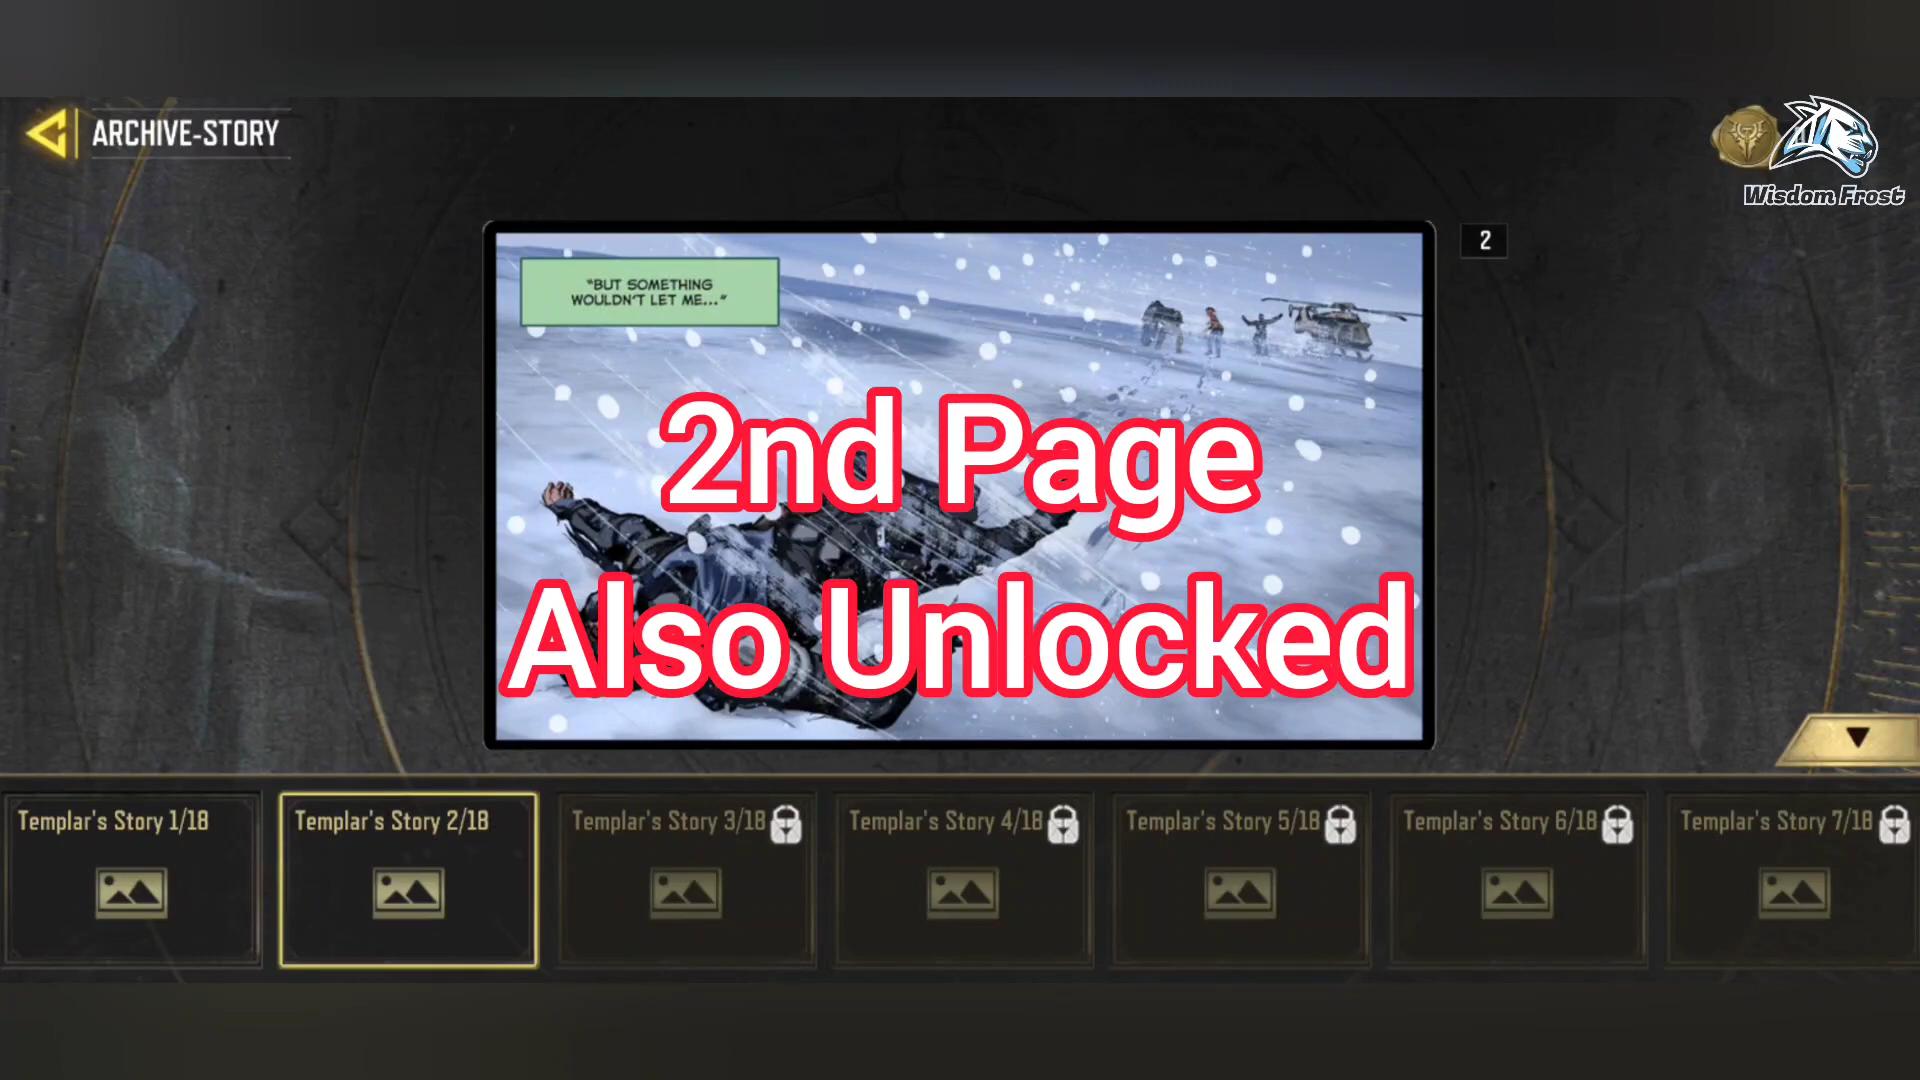 ARCHIVE-STORY
Wisdom Frost
2
"BUT SOMETHING
WOULDN'T LET ME..."
2nd Page
Also Unlocked
Templar's Story 1/18
Templar's Story 2/18
Templar's Story 3/18
Templar's Story 4/18
Templar's Story 5/18
Templar's Story 6/18
Templar's Story 7/18